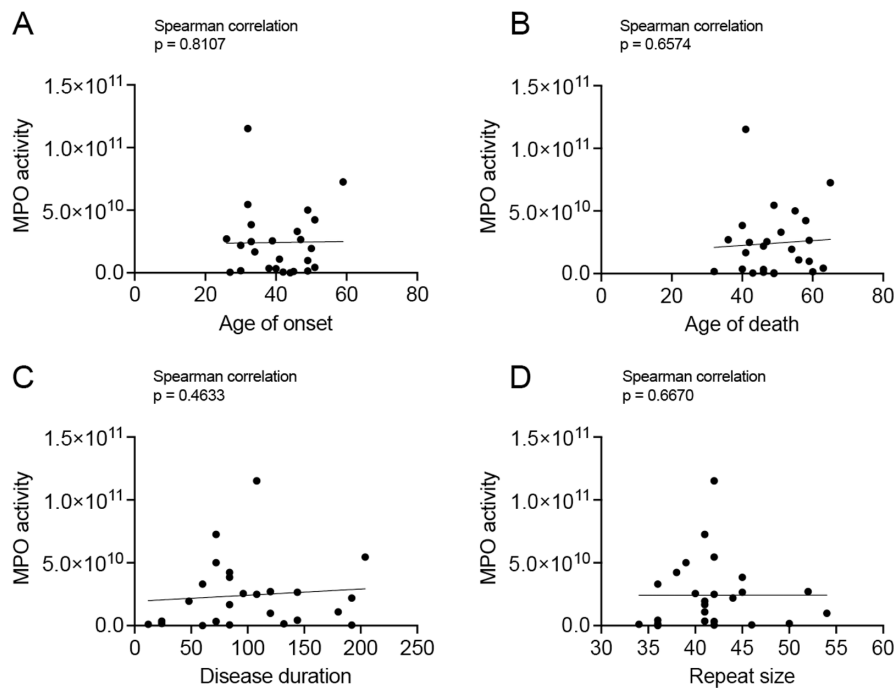 A
Spearman correlation
p = 0.8107
MPO activity
1.5×10¹¹
1.0×10¹¹
5.0×10¹⁰
0.0
0 20 40 60 80
Age of onset
B
Spearman correlation
p = 0.6574
MPO activity
1.5×10¹¹
1.0×10¹¹
5.0×10¹⁰
0.0
0 20 40 60 80
Age of death
C
Spearman correlation
p = 0.4633
MPO activity
1.5×10¹¹
1.0×10¹¹
5.0×10¹⁰
0.0
0 50 100 150 200 250
Disease duration
D
Spearman correlation
p = 0.6670
MPO activity
1.5×10¹¹
1.0×10¹¹
5.0×10¹⁰
0.0
30 35 40 45 50 55 60
Repeat size